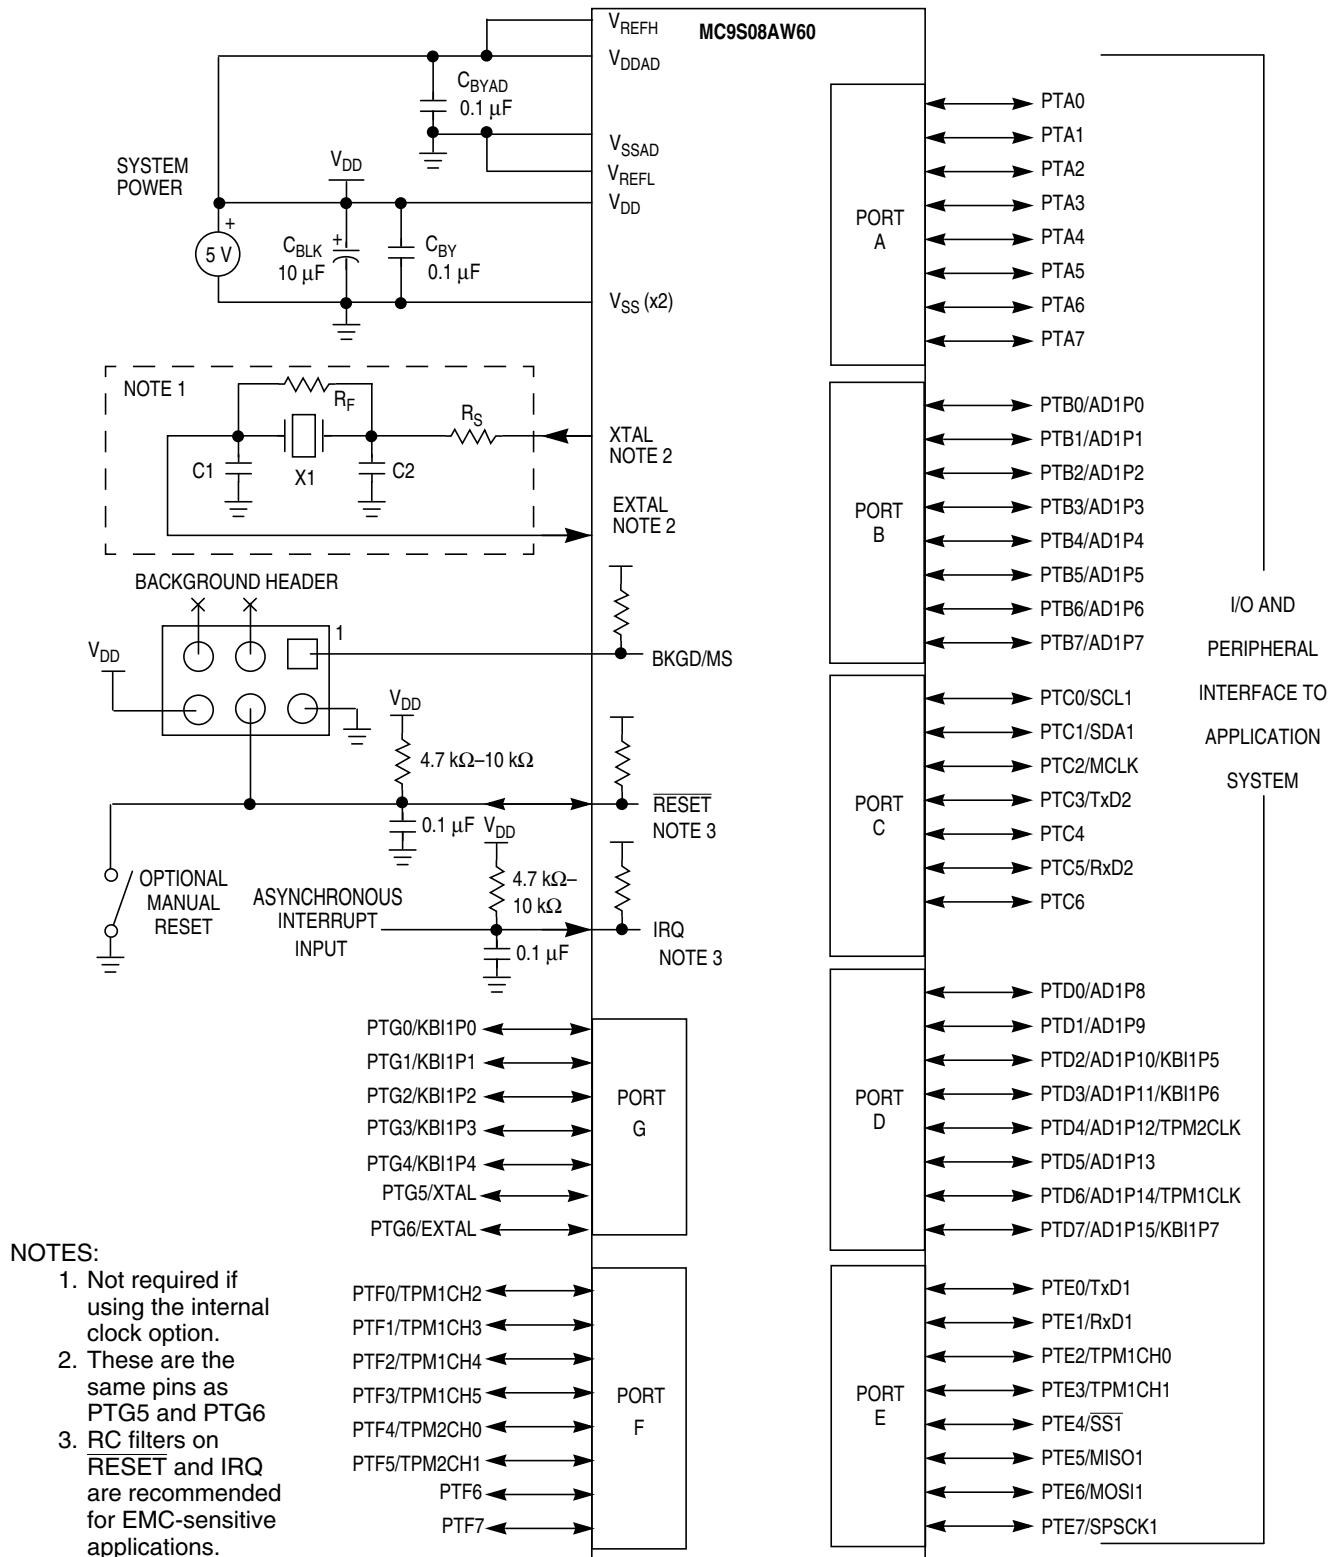 MC9S08AW60
VREFH
VDDAD
CBYAD
0.1 μF
VSSAD
VREFL
SYSTEM
POWER
VDD
VDD
+
5 V
CBLK
+
10 μF
CBY
0.1 μF
VSS (x2)
NOTE 1
RF
RS
C1
X1
C2
XTAL
NOTE 2
EXTAL
NOTE 2
BACKGROUND HEADER
1
VDD
BKGD/MS
VDD
4.7 kΩ–10 kΩ
RESET
NOTE 3
0.1 μF
VDD
OPTIONAL
MANUAL
RESET
ASYNCHRONOUS
INTERRUPT
INPUT
4.7 kΩ–
10 kΩ
IRQ
NOTE 3
0.1 μF
PTG0/KBI1P0
PTG1/KBI1P1
PTG2/KBI1P2
PTG3/KBI1P3
PTG4/KBI1P4
PTG5/XTAL
PTG6/EXTAL
PORT
G
PTF0/TPM1CH2
PTF1/TPM1CH3
PTF2/TPM1CH4
PTF3/TPM1CH5
PTF4/TPM2CH0
PTF5/TPM2CH1
PTF6
PTF7
PORT
F
PORT
A
PTA0
PTA1
PTA2
PTA3
PTA4
PTA5
PTA6
PTA7
PORT
B
PTB0/AD1P0
PTB1/AD1P1
PTB2/AD1P2
PTB3/AD1P3
PTB4/AD1P4
PTB5/AD1P5
PTB6/AD1P6
PTB7/AD1P7
PORT
C
PTC0/SCL1
PTC1/SDA1
PTC2/MCLK
PTC3/TxD2
PTC4
PTC5/RxD2
PTC6
PORT
D
PTD0/AD1P8
PTD1/AD1P9
PTD2/AD1P10/KBI1P5
PTD3/AD1P11/KBI1P6
PTD4/AD1P12/TPM2CLK
PTD5/AD1P13
PTD6/AD1P14/TPM1CLK
PTD7/AD1P15/KBI1P7
PORT
E
PTE0/TxD1
PTE1/RxD1
PTE2/TPM1CH0
PTE3/TPM1CH1
PTE4/SS1
PTE5/MISO1
PTE6/MOSI1
PTE7/SPSCK1
I/O AND
PERIPHERAL
INTERFACE TO
APPLICATION
SYSTEM
NOTES:
1. Not required if
using the internal
clock option.
2. These are the
same pins as
PTG5 and PTG6
3. RC filters on
RESET and IRQ
are recommended
for EMC-sensitive
applications.